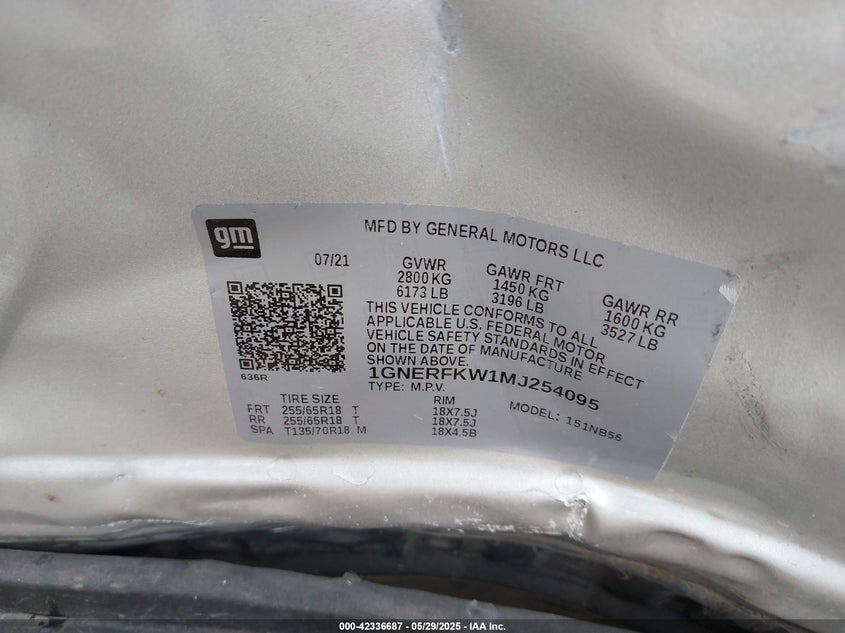 gm
MFD BY GENERAL MOTORS LLC
07/21
GVWR
2800 KG
6173 LB
GAWR FRT
1450 KG
3196 LB
GAWR RR
1600 KG
3527 LB
THIS VEHICLE CONFORMS TO ALL
APPLICABLE U.S. FEDERAL MOTOR
VEHICLE SAFETY STANDARDS IN EFFECT
ON THE DATE OF MANUFACTURE
SHOWN ABOVE.
1GNERFKW1MJ254095
TYPE: M.P.V.
MODEL: 151NB56
636R
TIRE SIZE RIM
FRT 255/65R18 T 18X7.5J
RR 255/65R18 T 18X7.5J
SPA T135/70R18 M 18X4.5B
000-42336687 - 05/29/2025 - IAA Inc.